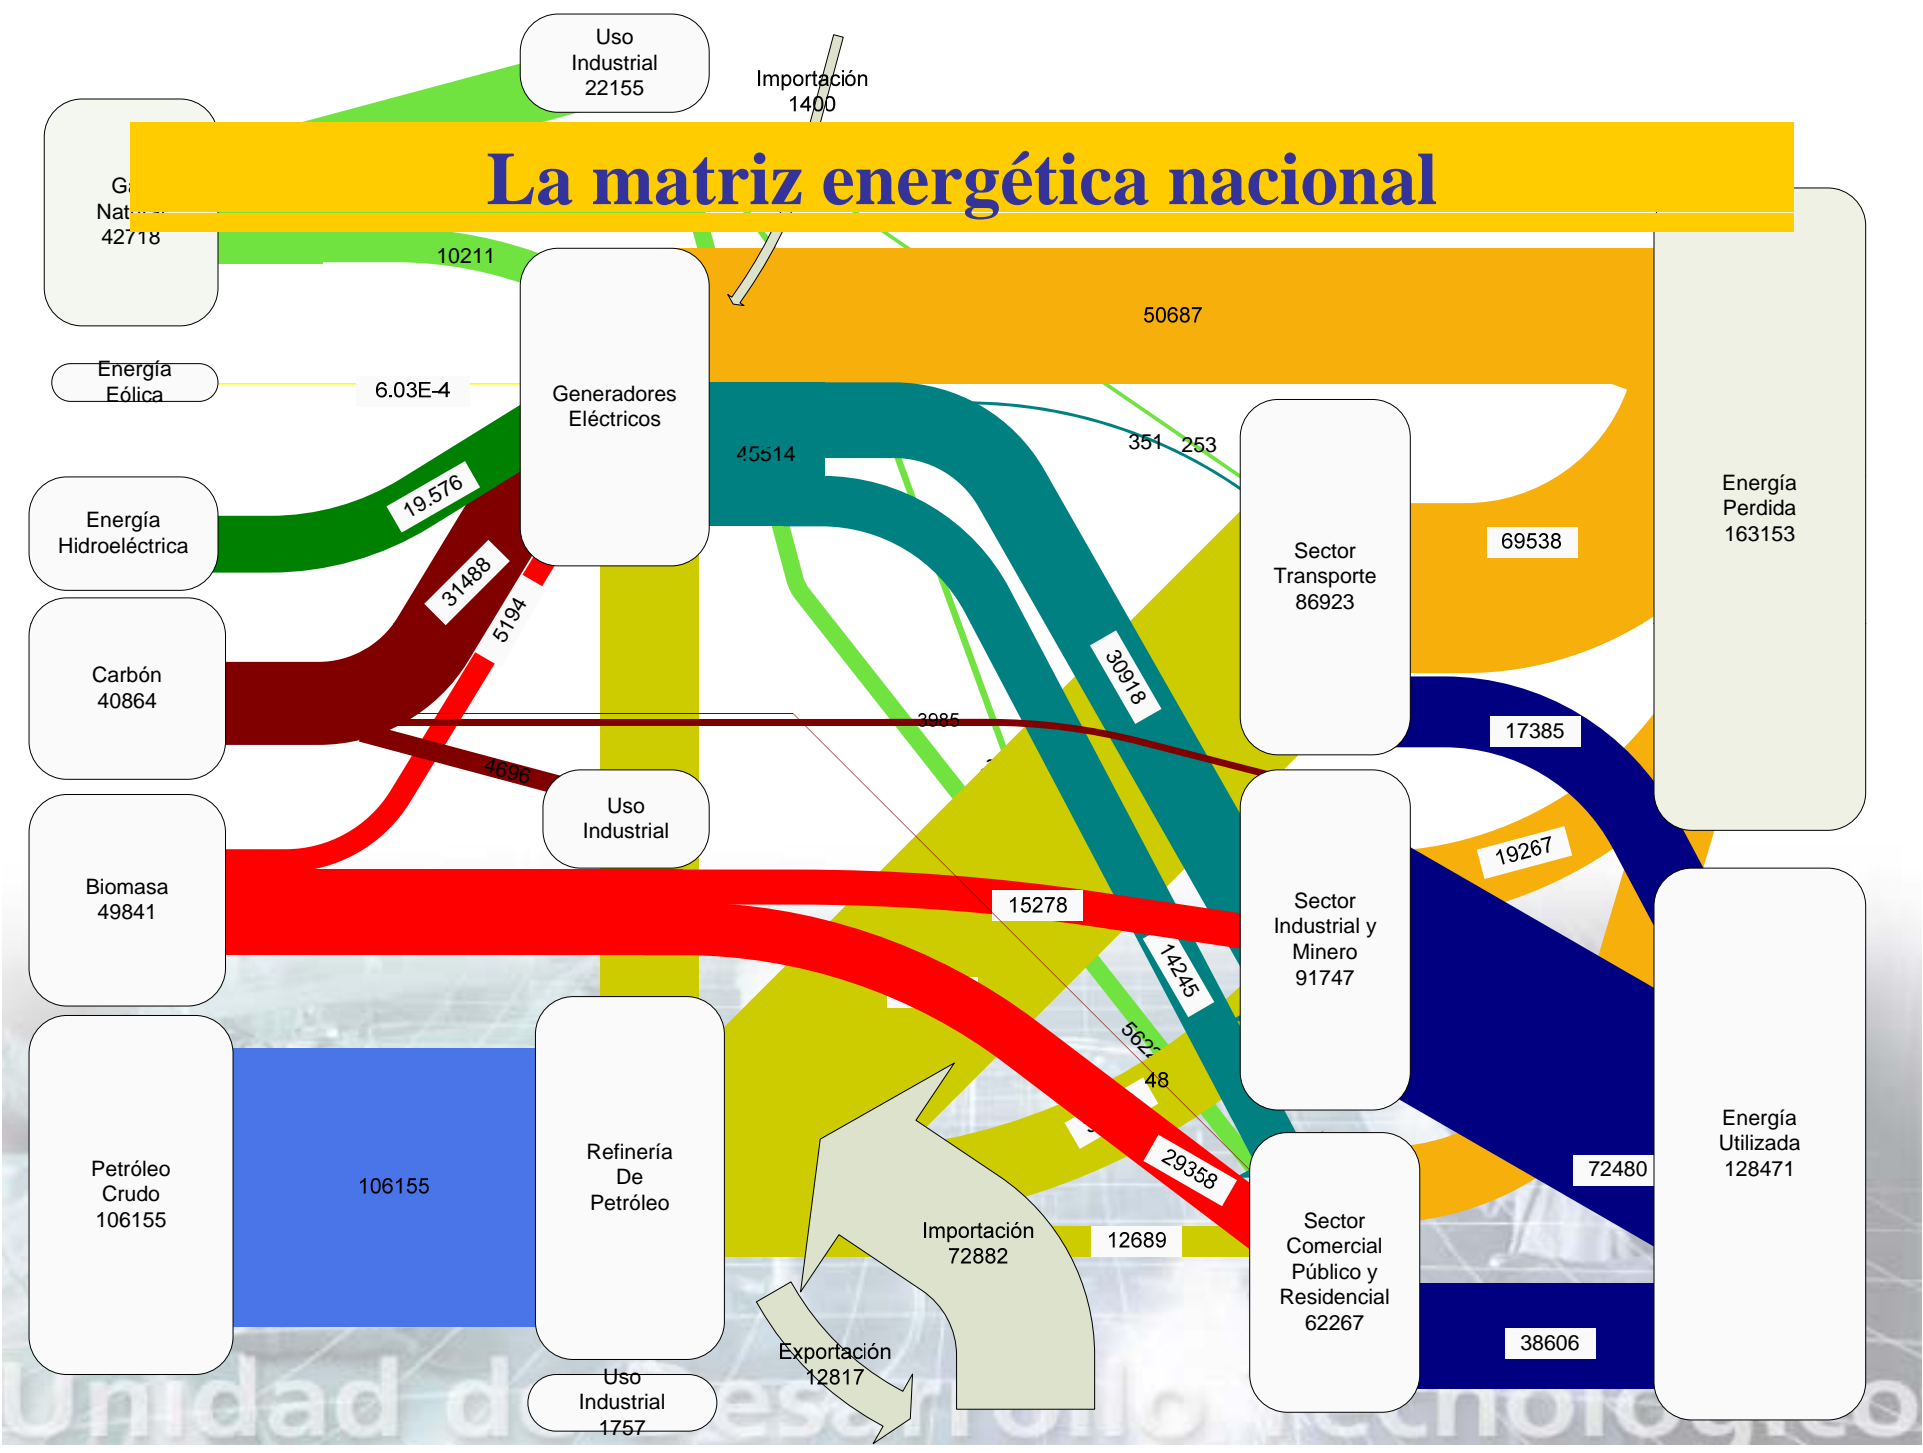 Uso
Industrial
22155
Importación
1400
La matriz energética nacional
42718
10211
50687
Energía
Eólica
6.03E-4
Generadores
Eléctricos
45514
351
253
19.576
Energía
Hidroeléctrica
31488
5194
Sector
Transporte
86923
69538
Energía
Perdida
163153
Carbón
40864
30918
3985
17385
4696
Uso
Industrial
19267
Biomasa
49841
15278
Sector
Industrial y
Minero
91747
14245
48
Petróleo
Crudo
106155
106155
Refinería
De
Petróleo
29358
72480
Energía
Utilizada
128471
Importación
72882
12689
Sector
Comercial
Público y
Residencial
62267
38606
Exportación
12817
Uso
Industrial
1757
Unidad de Desarrollo Tecnológico